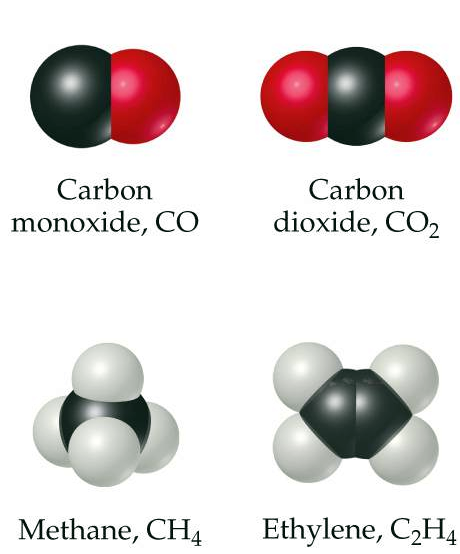 Carbon
monoxide, CO
Carbon
dioxide, CO₂
Methane, CH₄
Ethylene, C₂H₄